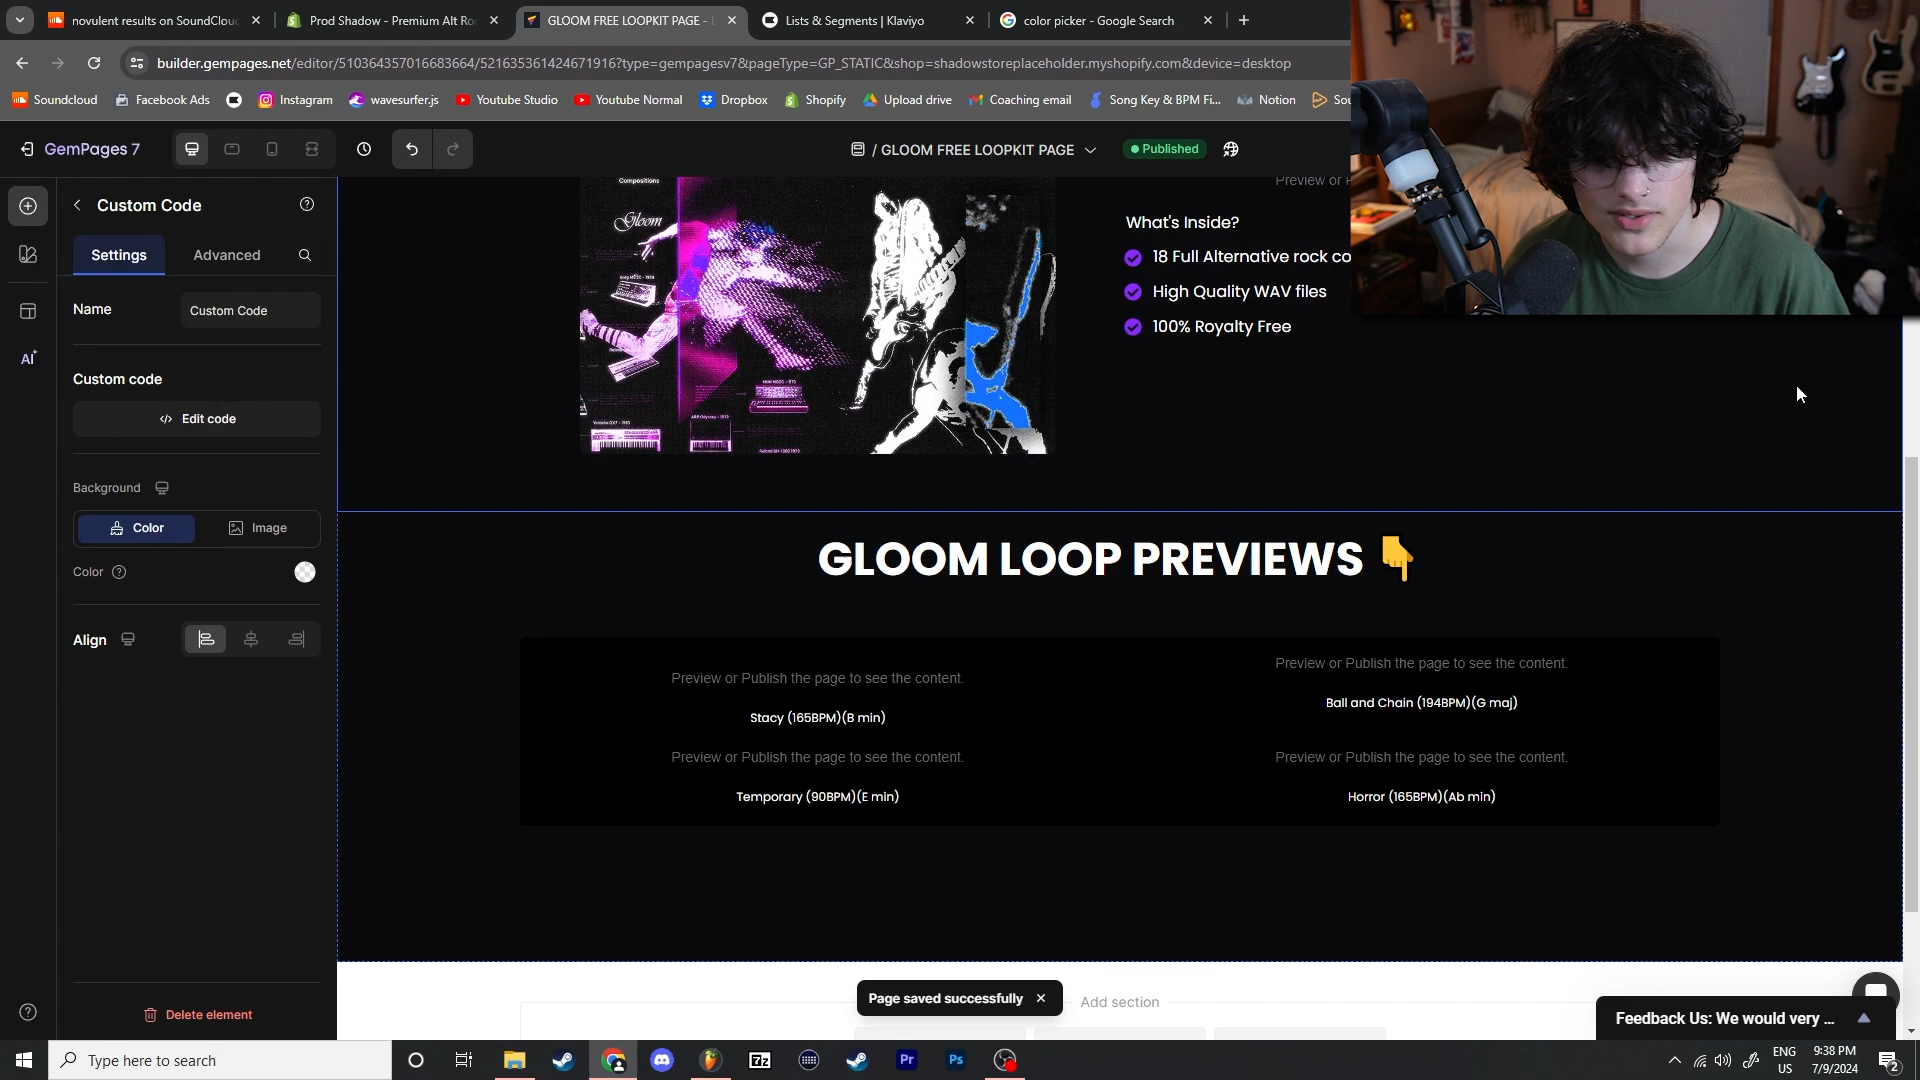 novulent results on SoundClou
Prod Shadow - Premium Alt Ro
GLOOM FREE LOOPKIT PAGE -
Lists & Segments | Klaviyo
color picker - Google Search
builder.gempages.net/editor/510364357016683664/521635361424671916?type=gempagesv7&pageType=GP_STATIC&shop=shadowstoreplaceholder.myshopify.com&device=desktop
Soundcloud
Facebook Ads
Instagram
wavesurfer.js
Youtube Studio
Youtube Normal
Dropbox
Shopify
Upload drive
Coaching email
Song Key & BPM Fi...
Notion
Sou
GemPages 7
/ GLOOM FREE LOOPKIT PAGE
Published
Custom Code
Settings
Advanced
Name
Custom Code
Custom code
</> Edit code
Background
Color
Image
Color
Align
Delete element
AI
Compositions
Gloom
Preview or P
What's Inside?
18 Full Alternative rock co
High Quality WAV files
100% Royalty Free
GLOOM LOOP PREVIEWS 👇
Preview or Publish the page to see the content.
Stacy (165BPM)(B min)
Preview or Publish the page to see the content.
Ball and Chain (194BPM)(G maj)
Preview or Publish the page to see the content.
Temporary (90BPM)(E min)
Preview or Publish the page to see the content.
Horror (165BPM)(Ab min)
Page saved successfully
Add section
Feedback Us: We would very ...
Type here to search
7z
Pr
Ps
ENG
US
9:38 PM
7/9/2024
2